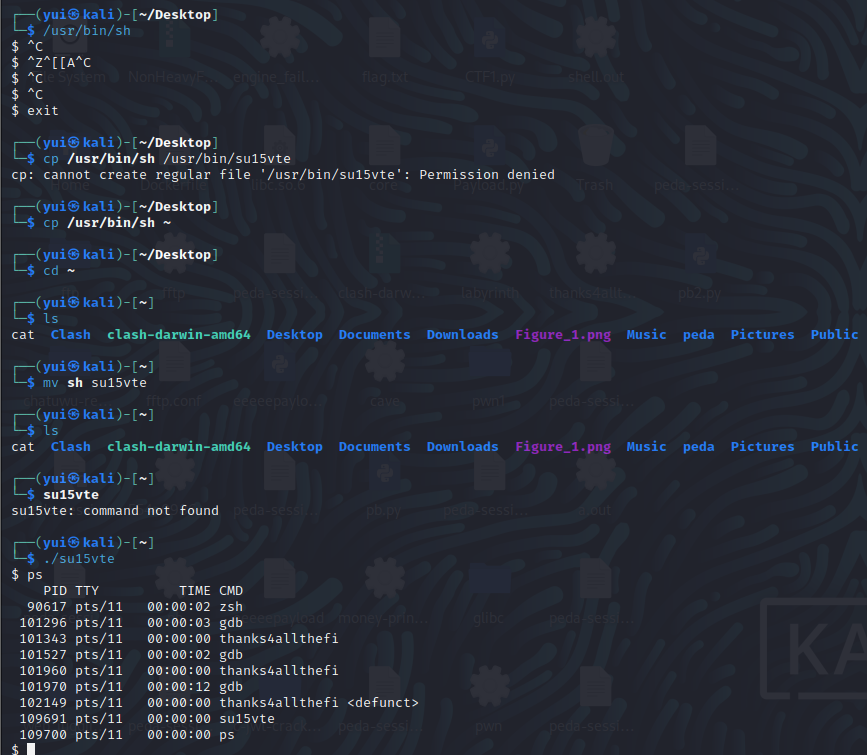 ┌──(yui㉿kali)-[~/Desktop]
└─$ /usr/bin/sh
$ ^C
$ ^Z^[[A^C
$ ^C
$ ^C
$ exit
┌──(yui㉿kali)-[~/Desktop]
└─$ cp /usr/bin/sh /usr/bin/su15vte
cp: cannot create regular file '/usr/bin/su15vte': Permission denied
┌──(yui㉿kali)-[~/Desktop]
└─$ cp /usr/bin/sh ~
┌──(yui㉿kali)-[~/Desktop]
└─$ cd ~
┌──(yui㉿kali)-[~]
└─$ ls
cat Clash clash-darwin-amd64 Desktop Documents Downloads Figure_1.png Music peda Pictures Public
┌──(yui㉿kali)-[~]
└─$ mv sh su15vte
┌──(yui㉿kali)-[~]
└─$ ls
cat Clash clash-darwin-amd64 Desktop Documents Downloads Figure_1.png Music peda Pictures Public
┌──(yui㉿kali)-[~]
└─$ su15vte
su15vte: command not found
┌──(yui㉿kali)-[~]
└─$ ./su15vte
$ ps
PID TTY TIME CMD
90617 pts/11 00:00:02 zsh
101296 pts/11 00:00:03 gdb
101343 pts/11 00:00:00 thanks4allthefi
101527 pts/11 00:00:02 gdb
101960 pts/11 00:00:00 thanks4allthefi
101970 pts/11 00:00:12 gdb
102149 pts/11 00:00:00 thanks4allthefi <defunct>
109691 pts/11 00:00:00 su15vte
109700 pts/11 00:00:00 ps
$